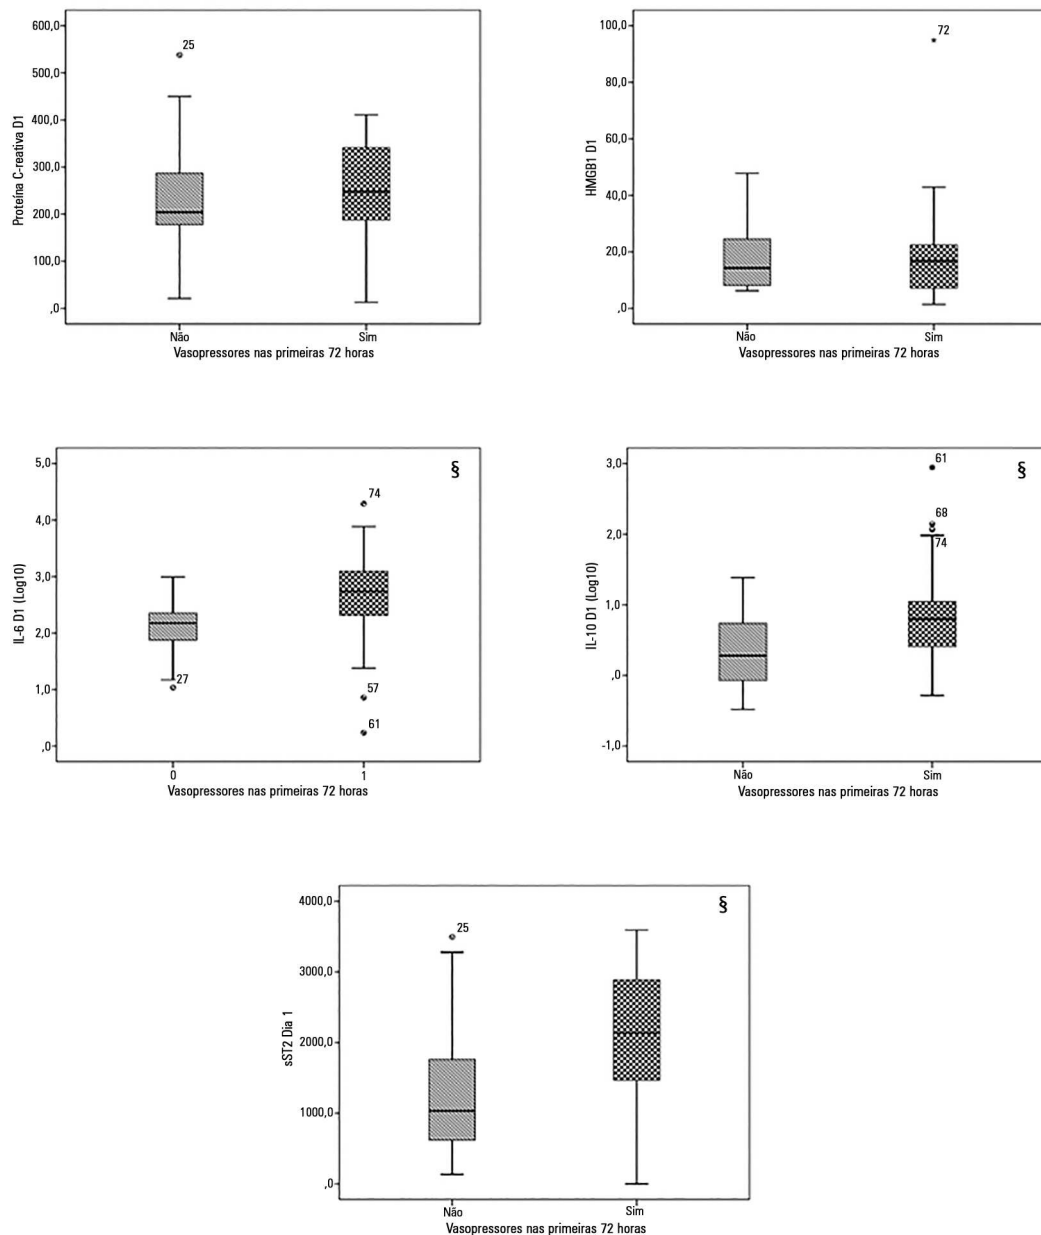 600,0
500,0
400,0
300,0
200,0
100,0
,0
Proteína C-reativa D1
25
Não
Sim
Vasopressores nas primeiras 72 horas
100,0
80,0
60,0
40,0
20,0
,0
HMGB1 D1
72
Não
Sim
Vasopressores nas primeiras 72 horas
5,0
4,0
3,0
2,0
1,0
,0
IL-6 D1 (Log10)
§
74
27
57
61
0
1
Vasopressores nas primeiras 72 horas
3,0
2,0
1,0
,0
-1,0
IL-10 D1 (Log10)
§
61
68
74
Não
Sim
Vasopressores nas primeiras 72 horas
4000,0
3000,0
2000,0
1000,0
,0
sST2 Dia 1
§
25
Não
Sim
Vasopressores nas primeiras 72 horas